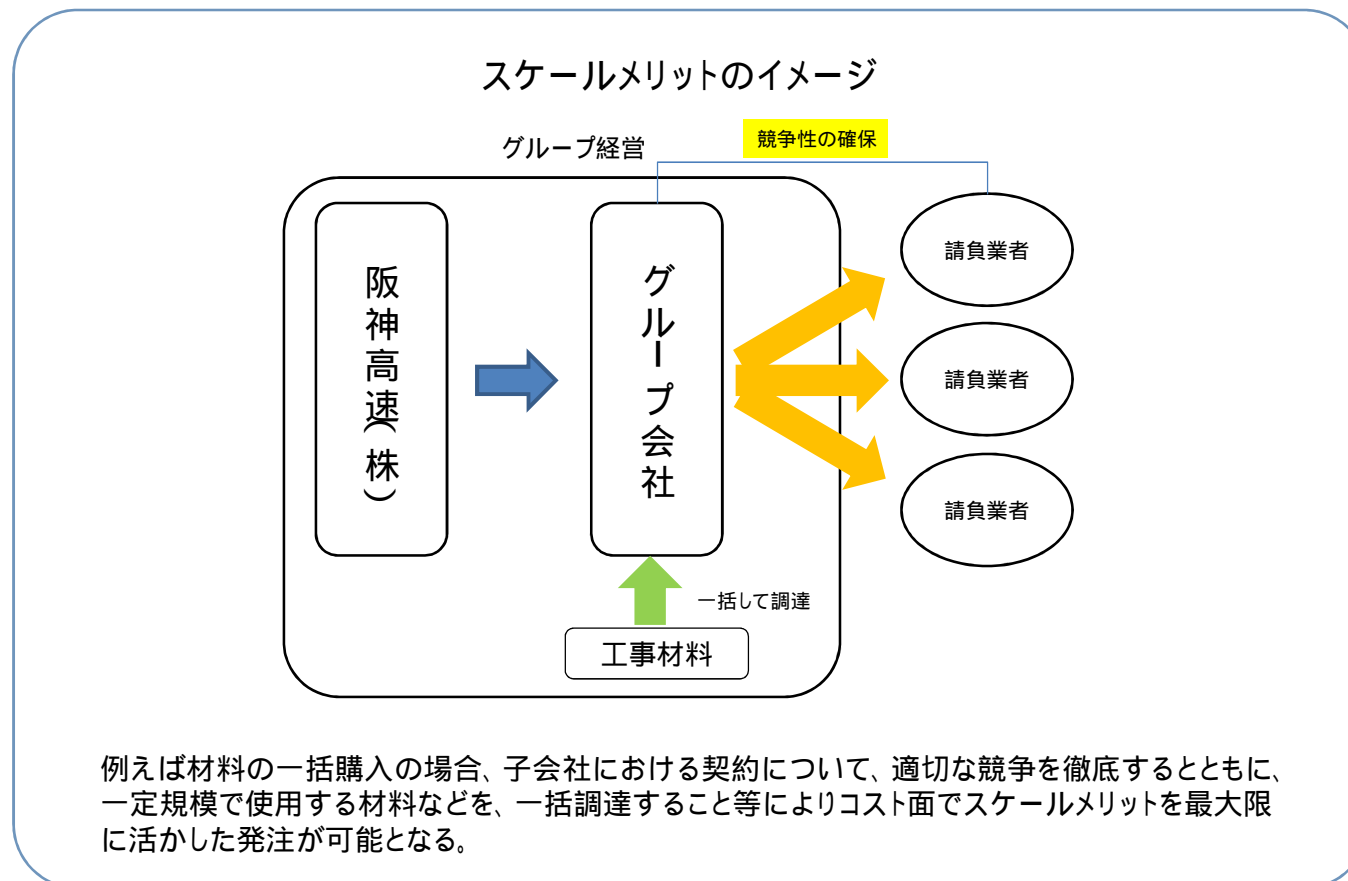 スケールメリットのイメージ
グループ経営
競争性の確保
阪神高速(株)
グループ会社
請負業者
請負業者
請負業者
一括して調達
工事材料
例えば材料の一括購入の場合、子会社における契約について、適切な競争を徹底するとともに、
一定規模で使用する材料などを、一括調達すること等によりコスト面でスケールメリットを最大限
に活かした発注が可能となる。